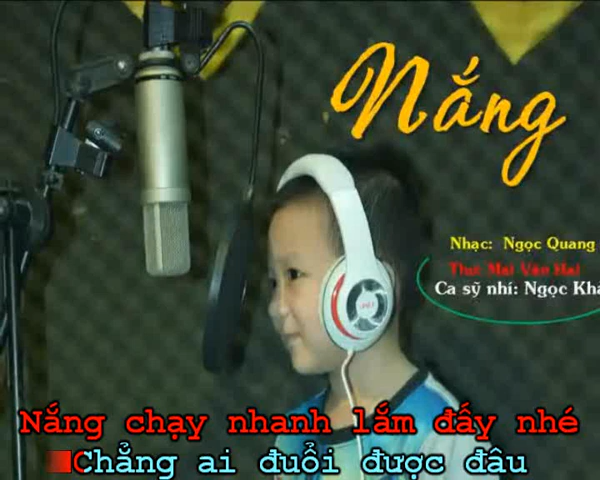 Nắng
Nhạc: Ngọc Quang
Thơ: Mai Văn Hai
Ca sỹ nhí: Ngọc Khá
Nắng chạy nhanh lắm đấy nhé
Chẳng ai đuổi được đâu